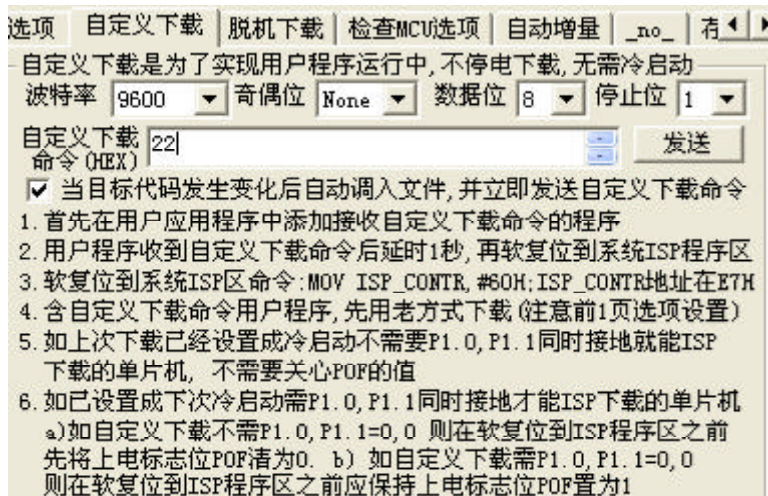 选项 自定义下载 脱机下载 检查MCU选项 自动增量 _no_ 存
自定义下载是为了实现用户程序运行中,不停电下载,无需冷启动
波特率 9600 奇偶位 None 数据位 8 停止位 1
自定义下载
命令(HEX) 22 发送
当目标代码发生变化后自动调入文件,并立即发送自定义下载命令
1.首先在用户应用程序中添加接收自定义下载命令的程序
2.用户程序收到自定义下载命令后延时1秒,再软复位到系统ISP程序区
3.软复位到系统ISP区命令:MOV ISP_CONTR,#60H;ISP_CONTR地址在E7H
4.含自定义下载命令用户程序,先用老方式下载(注意前1页选项设置)
5.如上次下载已经设置成冷启动不需要P1.0,P1.1同时接地就能ISP
下载的单片机, 不需要关心POF的值
6.如已设置成下次冷启动需P1.0,P1.1同时接地才能ISP下载的单片机
a)如自定义下载不需P1.0,P1.1=0,0 则在软复位到ISP程序区之前
先将上电标志位POF清为0. b) 如自定义下载需P1.0,P1.1=0,0
则在软复位到ISP程序区之前应保持上电标志位POF置为1